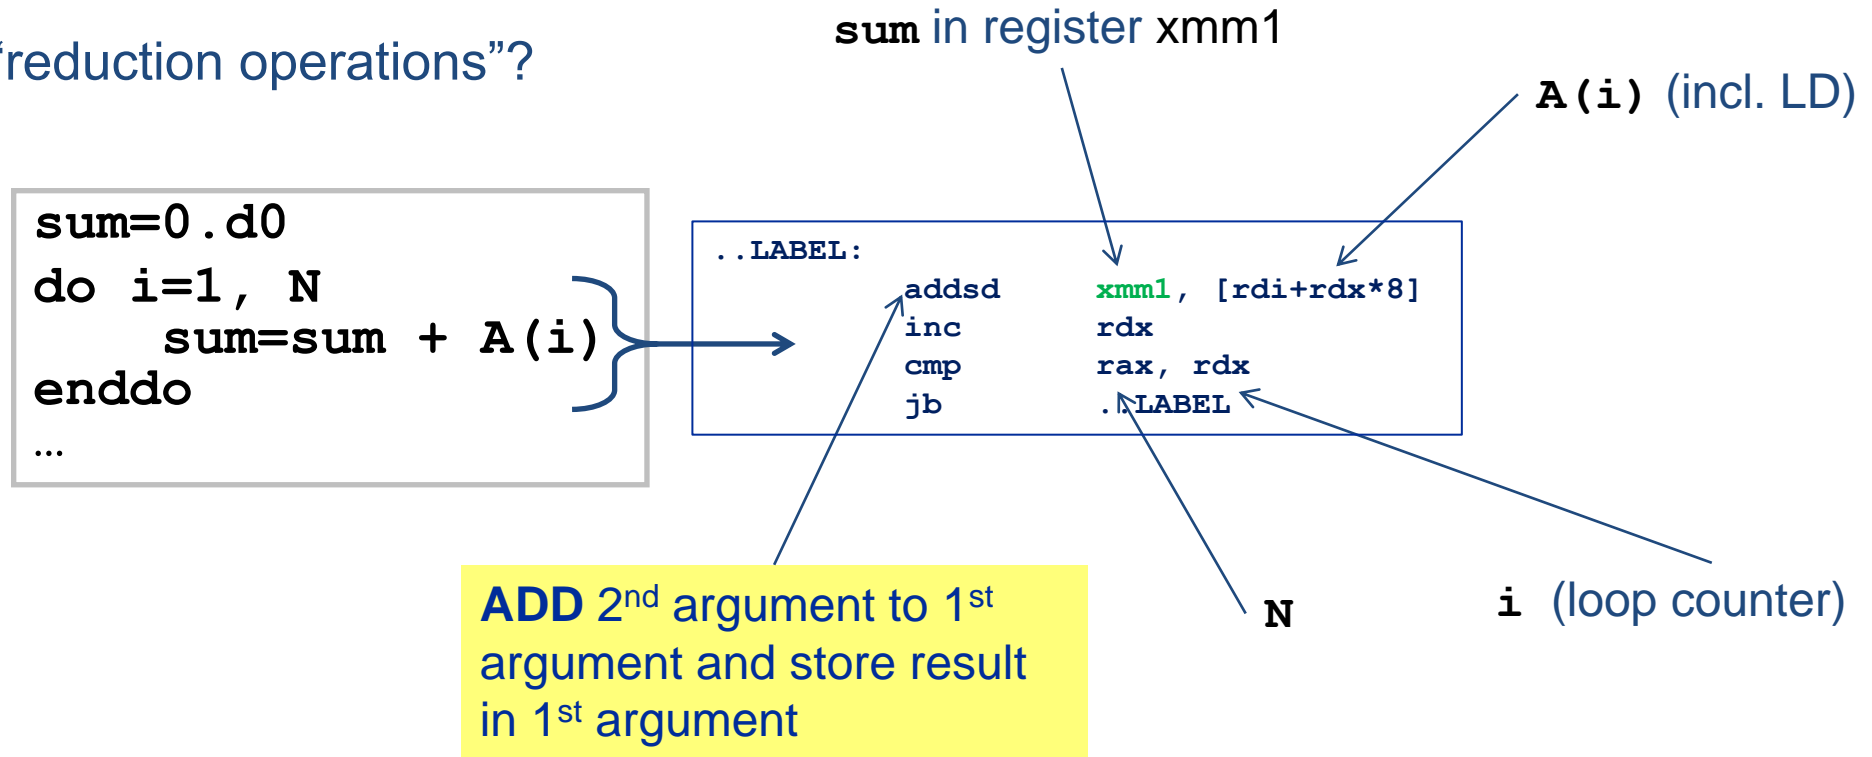 “reduction operations”?
sum in register xmm1
A(i) (incl. LD)
sum=0.d0
do i=1, N
sum=sum + A(i)
enddo
…
..LABEL:
addsd xmm1, [rdi+rdx*8]
inc rdx
cmp rax, rdx
jb ..LABEL
ADD 2nd argument to 1st
argument and store result
in 1st argument
N
i (loop counter)